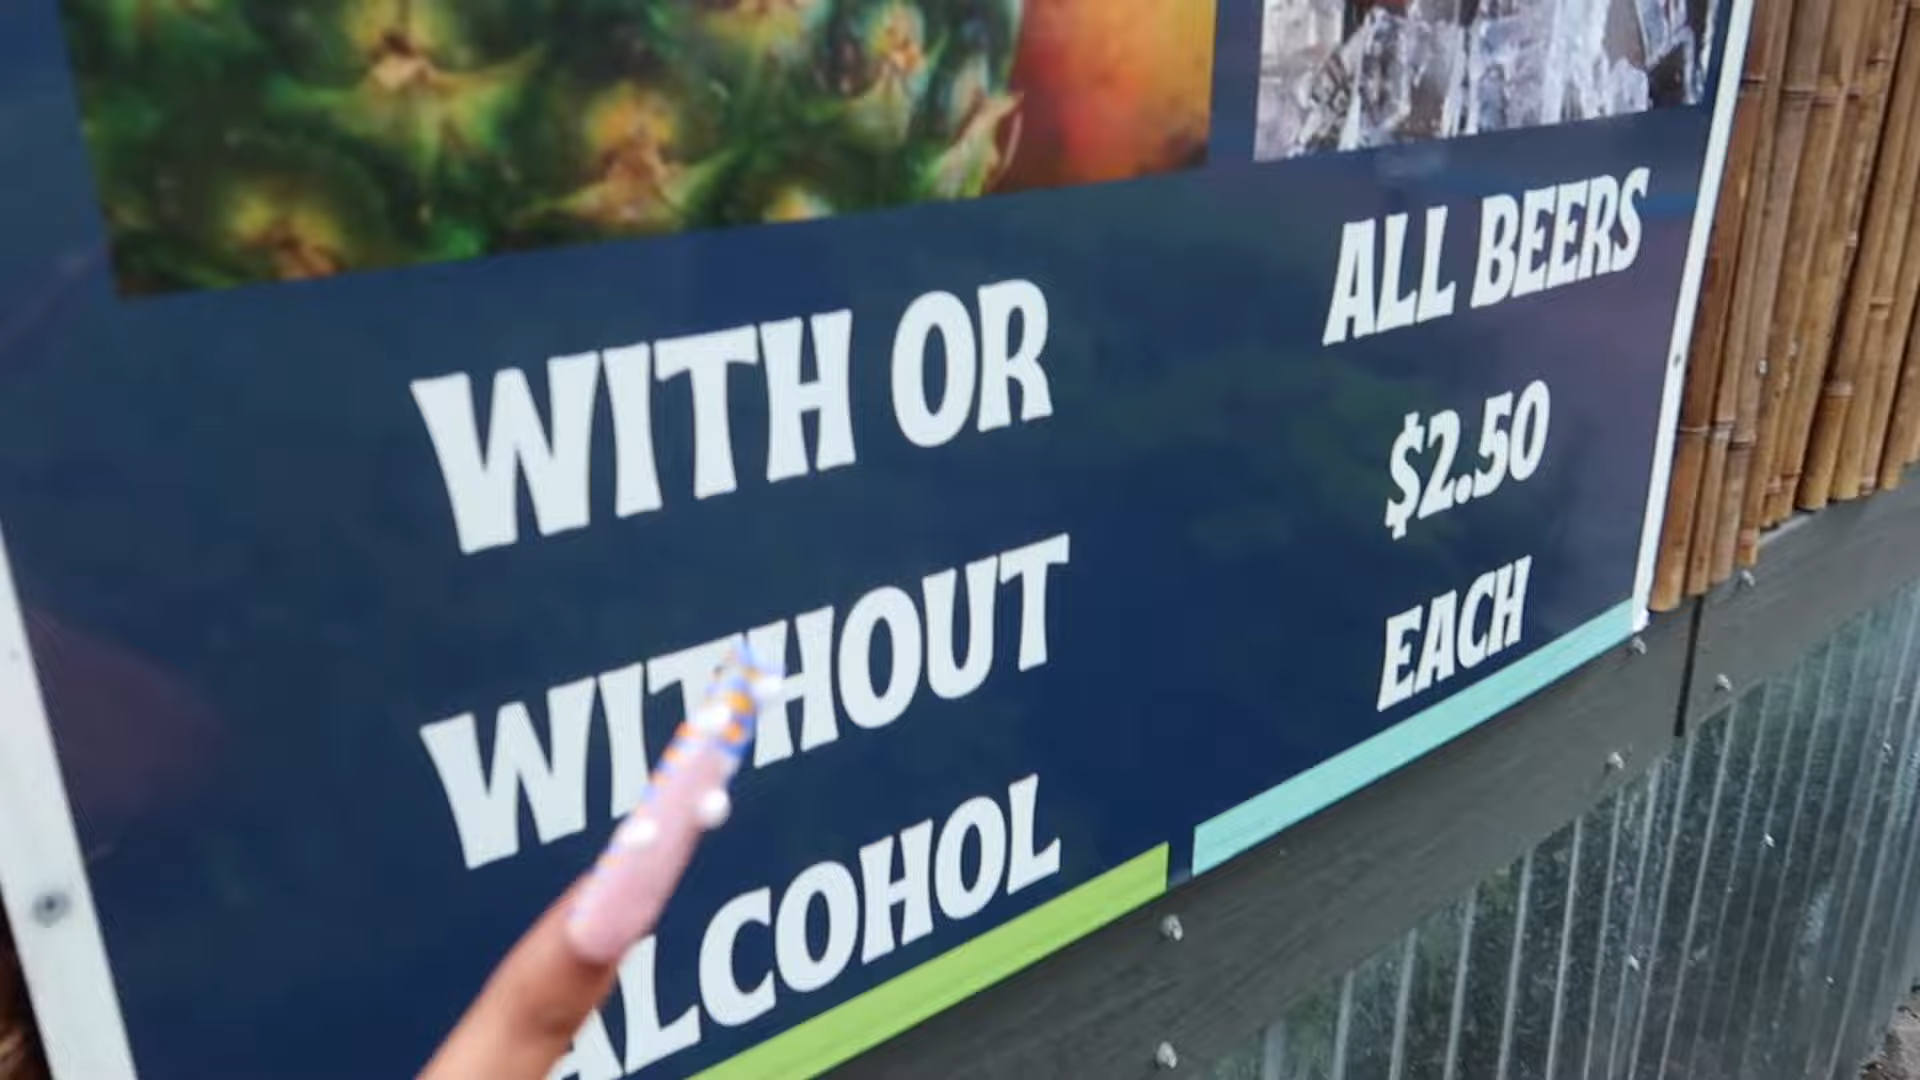 WITH OR
WITHOUT
ALCOHOL
ALL BEERS
$2.50
EACH